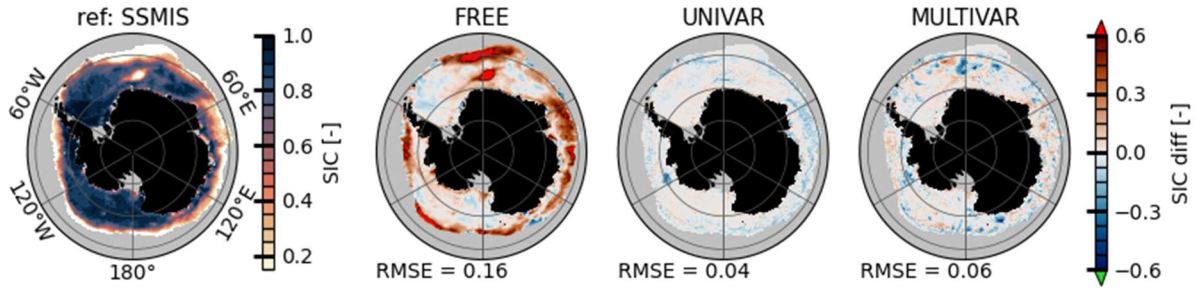 ref: SSMIS
FREE
UNIVAR
MULTIVAR
60°W
60°E
120°W
120°E
180°
1.0
0.8
0.6
0.4
0.2
SIC [-]
RMSE = 0.16
RMSE = 0.04
RMSE = 0.06
0.6
0.3
0.0
−0.3
−0.6
SIC diff [-]